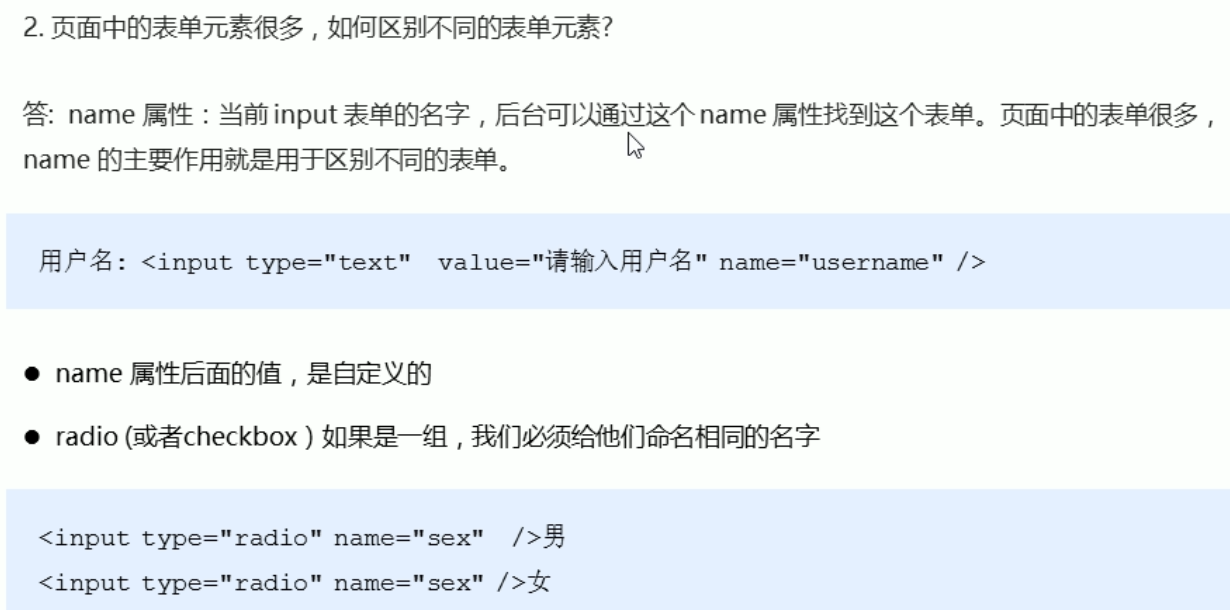 2. 页面中的表单元素很多，如何区别不同的表单元素?
答: name 属性：当前 input 表单的名字，后台可以通过这个 name 属性找到这个表单。页面中的表单很多，
name 的主要作用就是用于区别不同的表单。
用户名: <input type="text" value="请输入用户名" name="username" />
● name 属性后面的值，是自定义的
● radio (或者checkbox ) 如果是一组，我们必须给他们命名相同的名字
<input type="radio" name="sex" />男
<input type="radio" name="sex" />女